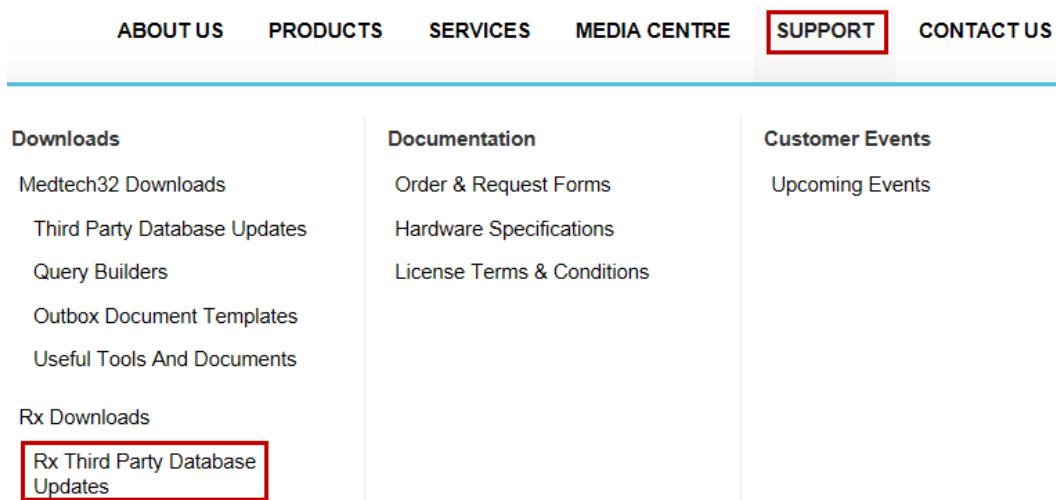 ABOUT US PRODUCTS SERVICES MEDIA CENTRE SUPPORT CONTACT US
Downloads
Medtech32 Downloads
Third Party Database Updates
Query Builders
Outbox Document Templates
Useful Tools And Documents
Rx Downloads
Rx Third Party Database
Updates
Documentation
Order & Request Forms
Hardware Specifications
License Terms & Conditions
Customer Events
Upcoming Events